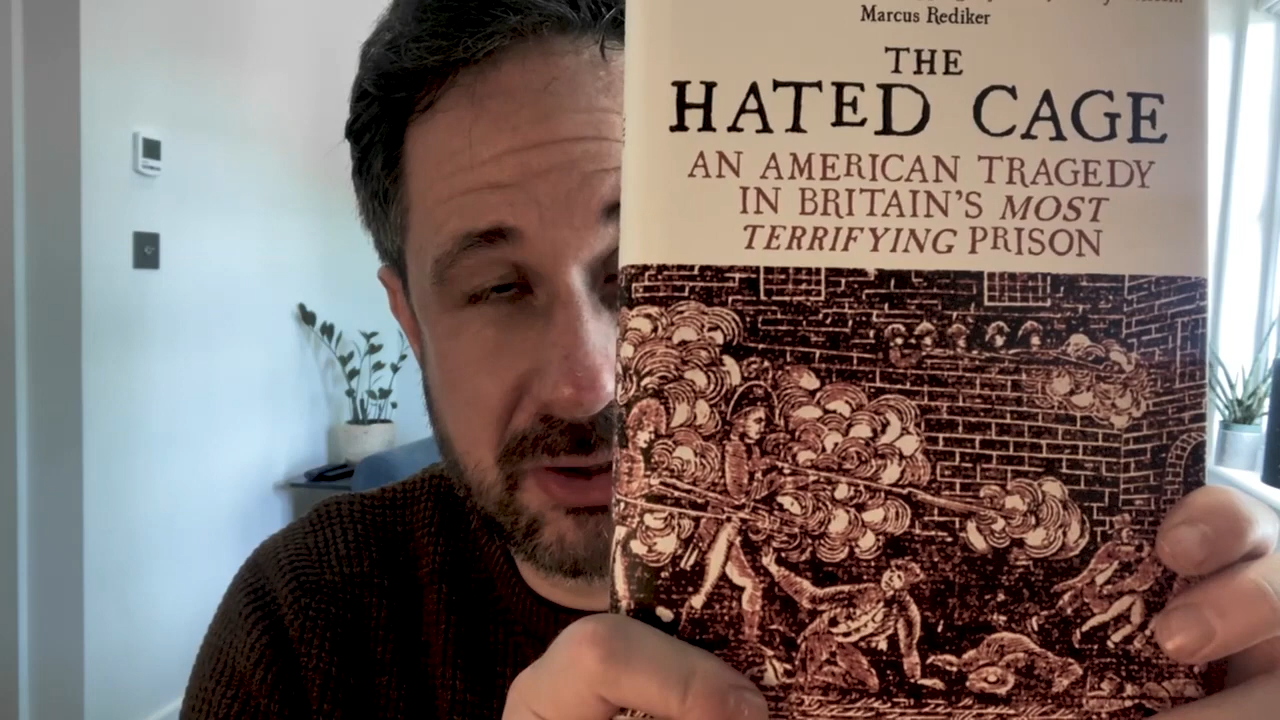 Marcus Rediker
THE
HATED CAGE
AN AMERICAN TRAGEDY
IN BRITAIN'S MOST
TERRIFYING PRISON